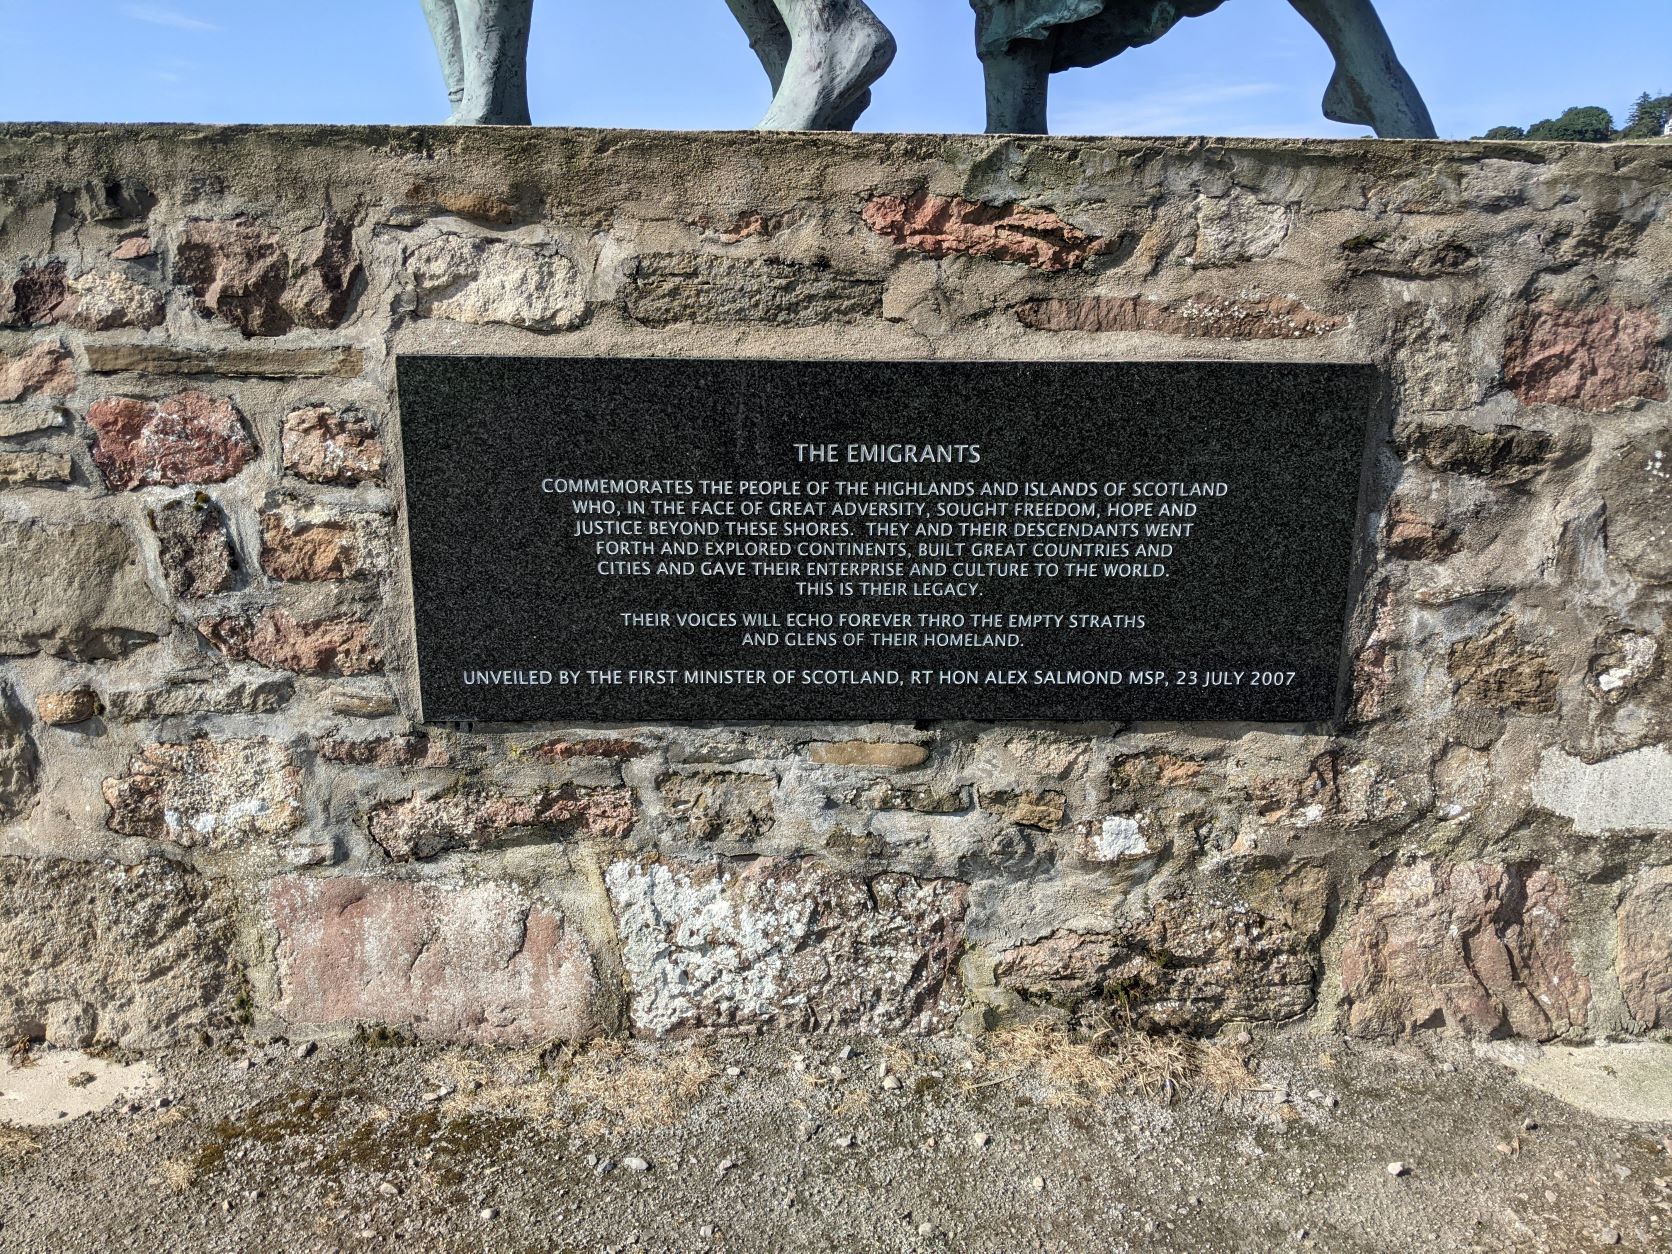 THE EMIGRANTS
COMMEMORATES THE PEOPLE OF THE HIGHLANDS AND ISLANDS OF SCOTLAND
WHO, IN THE FACE OF GREAT ADVERSITY, SOUGHT FREEDOM, HOPE AND
JUSTICE BEYOND THESE SHORES. THEY AND THEIR DESCENDANTS WENT
FORTH AND EXPLORED CONTINENTS, BUILT GREAT COUNTRIES AND
CITIES AND GAVE THEIR ENTERPRISE AND CULTURE TO THE WORLD.
THIS IS THEIR LEGACY.
THEIR VOICES WILL ECHO FOREVER THRO THE EMPTY STRATHS
AND GLENS OF THEIR HOMELAND.
UNVEILED BY THE FIRST MINISTER OF SCOTLAND, RT HON ALEX SALMOND MSP, 23 JULY 2007